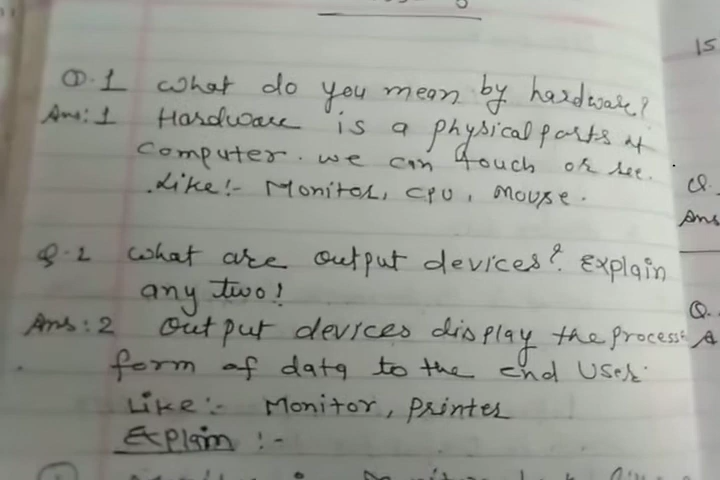 Q.1 what do you mean by hardware?
Ans:1 Hardware is a physical parts of
computer. we can touch or see.
Like:- Monitor, CPU, mouse.
Q.2 what are output devices? Explain
any two!
Ans:2 Output devices display the process
form of data to the end user.
Like:- Monitor, Printer
Explain :-
15
Q.
Ans
Q.
A